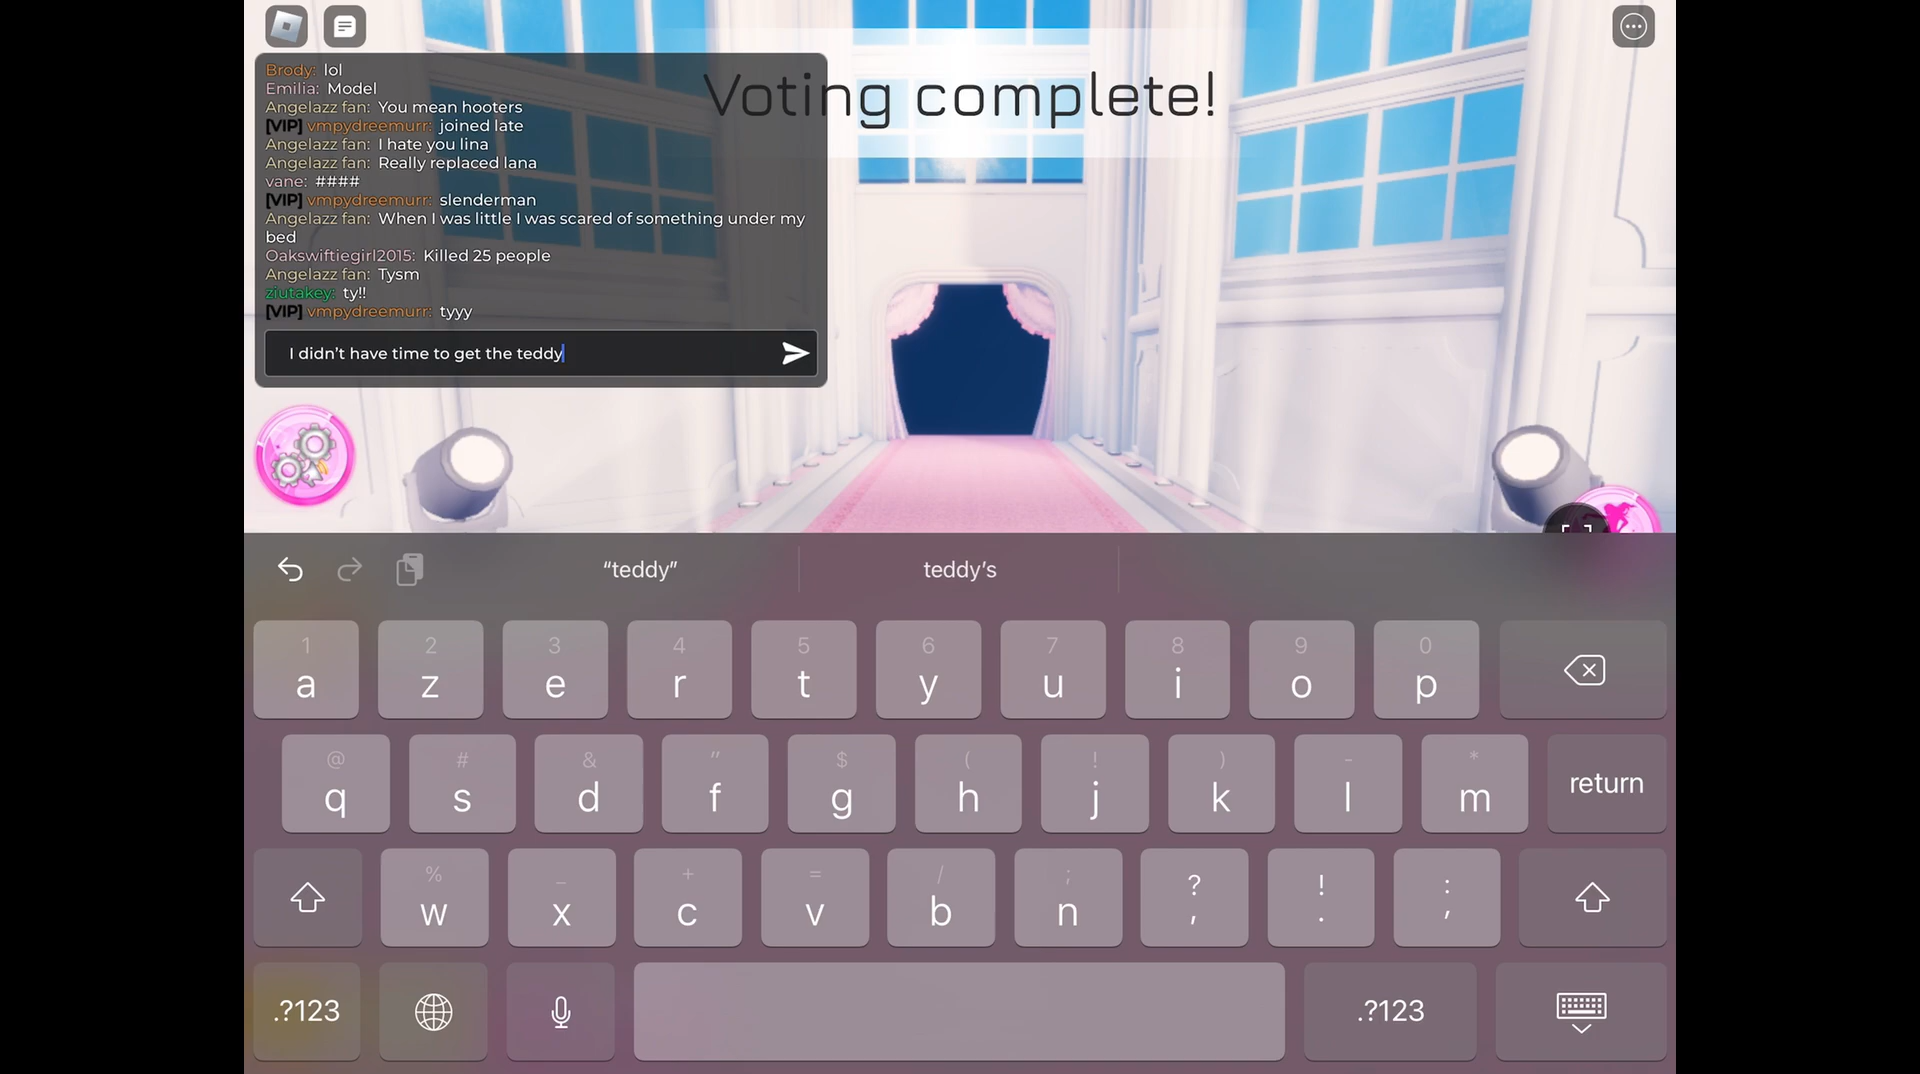 Voting complete!
Brody: lol
Emilia: Model
Angelazz fan: You mean hooters
[VIP] vmpydreemurr: joined late
Angelazz fan: I hate you lina
Angelazz fan: Really replaced lana
vane: ####
[VIP] vmpydreemurr: slenderman
Angelazz fan: When I was little I was scared of something under my
bed
Oakswiftiegirl2015: Killed 25 people
Angelazz fan: Tysm
ziutakey: ty!!
[VIP] vmpydreemurr: tyyy
I didn’t have time to get the teddy
“teddy” teddy’s
1 2 3 4 5 6 7 8 9 0
a z e r t y u i o p
@ # & " $ ( ! ) - *
q s d f g h j k l m return
% _ + = / ; ? ! :
w x c v b n , . ’
.?123 .?123